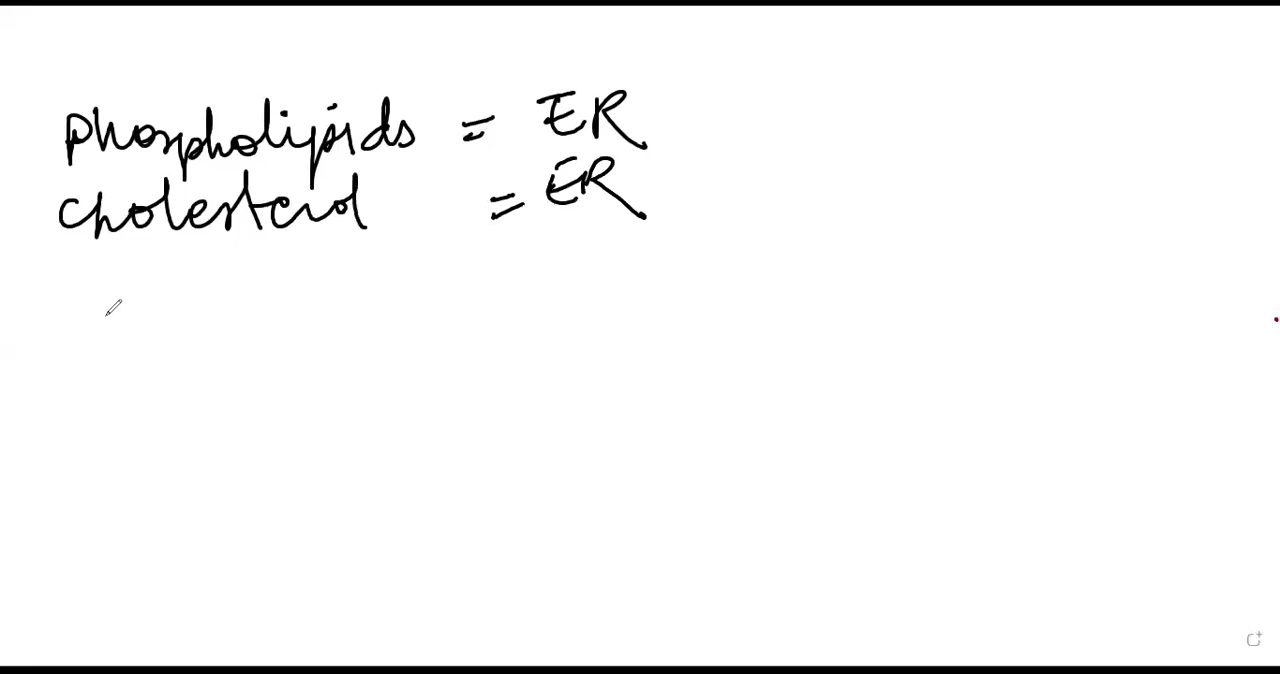 Phospholipids = ER
Cholesterol = ER